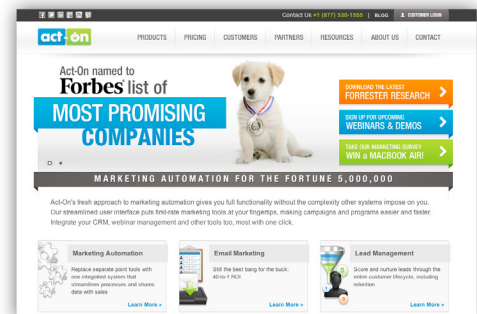 Contact Us +1 (877) 530-1555 | BLOG CUSTOMER LOGIN
act-on PRODUCTS PRICING CUSTOMERS PARTNERS RESOURCES ABOUT US CONTACT
Act-On named to
Forbes list of
MOST PROMISING
COMPANIES
DOWNLOAD THE LATEST
FORRESTER RESEARCH
SIGN UP FOR UPCOMING
WEBINARS & DEMOS
TAKE OUR MARKETING SURVEY
WIN a MACBOOK AIR!
MARKETING AUTOMATION FOR THE FORTUNE 5,000,000
Act-On's fresh approach to marketing automation gives you full functionality without the complexity other systems impose on you.
Our streamlined user interface puts first-rate marketing tools at your fingertips, making campaigns and programs easier and faster.
Integrate your CRM, webinar management and other tools too, most with one click.
Marketing Automation
Replace separate point tools with
one integrated system that
streamlines processes and shares
data with sales
Learn More »
Email Marketing
Still the best bang for the buck:
40-to-1 ROI
Learn More »
Lead Management
Score and nurture leads through the
entire customer lifecycle, including
retention
Learn More »